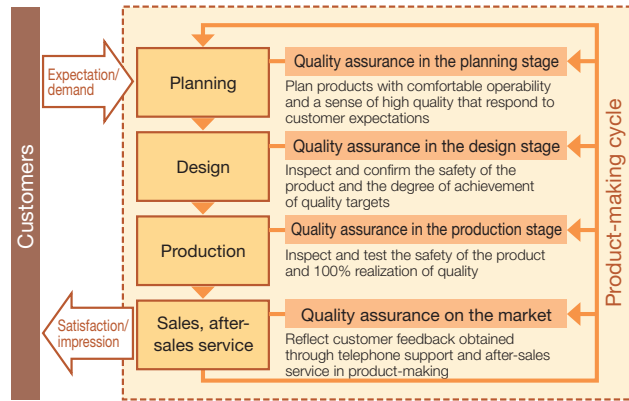 Customers
Expectation/
demand
Planning
Quality assurance in the planning stage
Plan products with comfortable operability
and a sense of high quality that respond to
customer expectations
Design
Quality assurance in the design stage
Inspect and confirm the safety of the
product and the degree of achievement
of quality targets
Production
Quality assurance in the production stage
Inspect and test the safety of the product
and 100% realization of quality
Satisfaction/
impression
Sales, after-
sales service
Quality assurance on the market
Reflect customer feedback obtained
through telephone support and after-sales
service in product-making
Product-making cycle